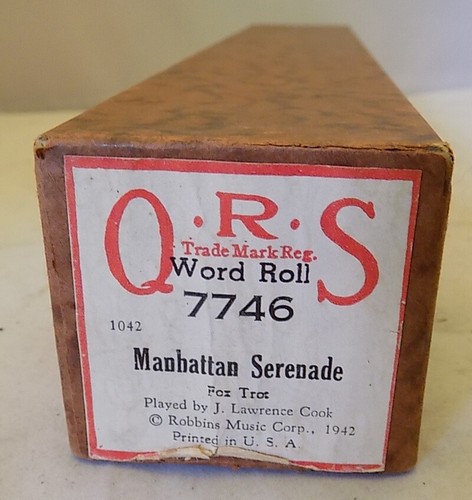 Q·R·S
Trade Mark Reg.
Word Roll
7746
1042
Manhattan Serenade
Fox Trot
Played by J. Lawrence Cook
© Robbins Music Corp., 1942
Printed in U. S. A